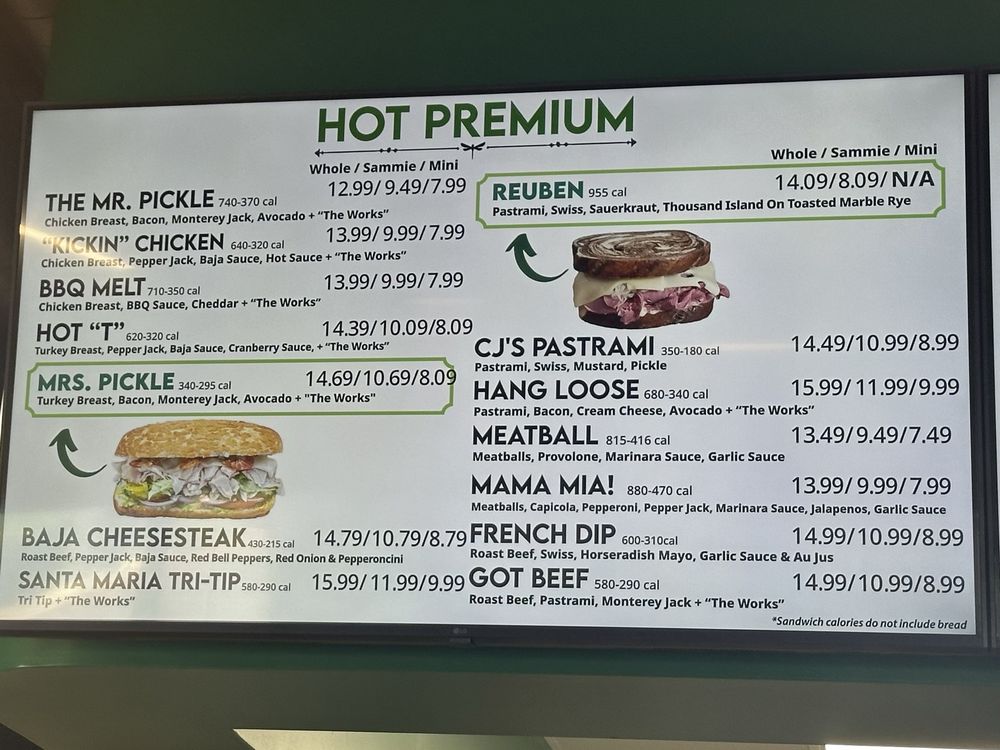 HOT PREMIUM
Whole / Sammie / Mini
THE MR. PICKLE 740-370 cal 12.99/ 9.49/7.99
Chicken Breast, Bacon, Monterey Jack, Avocado + “The Works”
“KICKIN” CHICKEN 640-320 cal 13.99/ 9.99/7.99
Chicken Breast, Pepper Jack, Baja Sauce, Hot Sauce + “The Works”
BBQ MELT 710-350 cal 13.99/ 9.99/7.99
Chicken Breast, BBQ Sauce, Cheddar + “The Works”
HOT “T” 620-320 cal 14.39/10.09/8.09
Turkey Breast, Pepper Jack, Baja Sauce, Cranberry Sauce, + “The Works”
MRS. PICKLE 340-295 cal 14.69/10.69/8.09
Turkey Breast, Bacon, Monterey Jack, Avocado + "The Works"
BAJA CHEESESTEAK 430-215 cal 14.79/10.79/8.79
Roast Beef, Pepper Jack, Baja Sauce, Red Bell Peppers, Red Onion & Pepperoncini
SANTA MARIA TRI-TIP 580-290 cal 15.99/ 11.99/9.99
Tri Tip + “The Works”
Whole / Sammie / Mini
REUBEN 955 cal 14.09/8.09/ N/A
Pastrami, Swiss, Sauerkraut, Thousand Island On Toasted Marble Rye
CJ'S PASTRAMI 350-180 cal 14.49/10.99/8.99
Pastrami, Swiss, Mustard, Pickle
HANG LOOSE 680-340 cal 15.99/ 11.99/9.99
Pastrami, Bacon, Cream Cheese, Avocado + “The Works”
MEATBALL 815-416 cal 13.49/9.49/7.49
Meatballs, Provolone, Marinara Sauce, Garlic Sauce
MAMA MIA! 880-470 cal 13.99/ 9.99/7.99
Meatballs, Capicola, Pepperoni, Pepper Jack, Marinara Sauce, Jalapenos, Garlic Sauce
FRENCH DIP 600-310cal 14.99/10.99/8.99
Roast Beef, Swiss, Horseradish Mayo, Garlic Sauce & Au Jus
GOT BEEF 580-290 cal 14.99/10.99/8.99
Roast Beef, Pastrami, Monterey Jack + “The Works”
*Sandwich calories do not include bread
LG